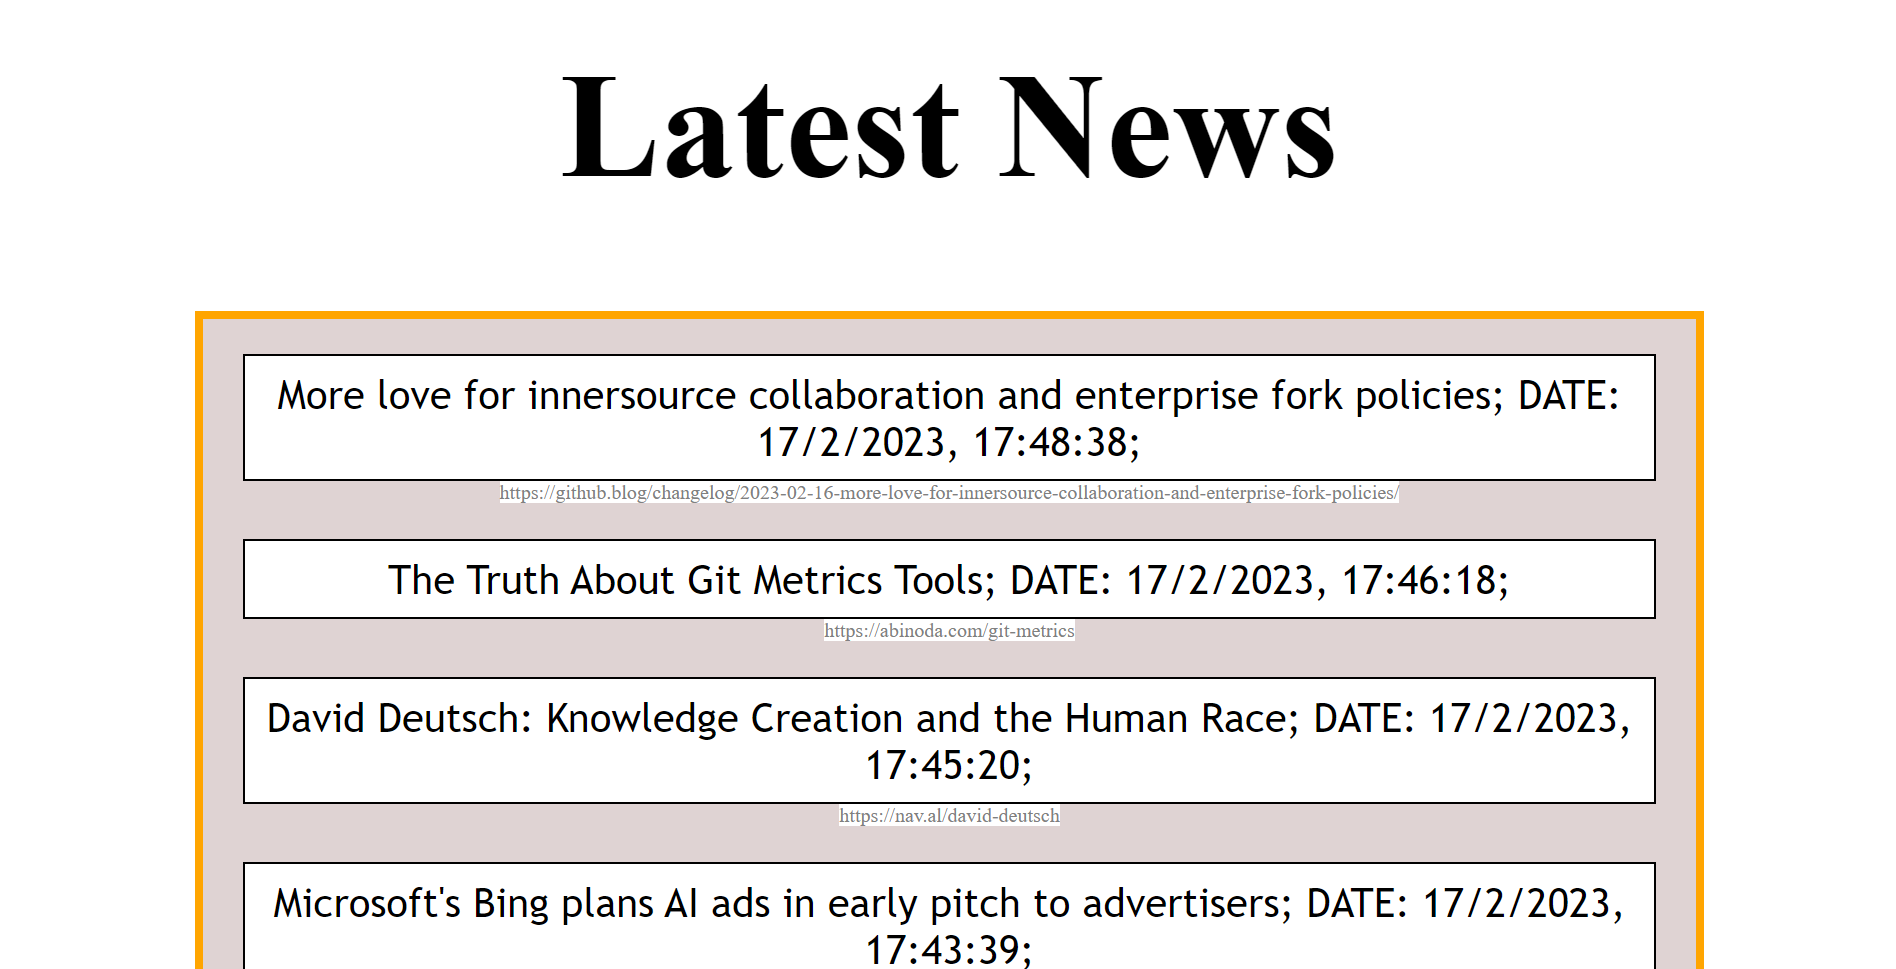 Latest News
More love for innersource collaboration and enterprise fork policies; DATE:
17/2/2023, 17:48:38;
https://github.blog/changelog/2023-02-16-more-love-for-innersource-collaboration-and-enterprise-fork-policies/
The Truth About Git Metrics Tools; DATE: 17/2/2023, 17:46:18;
https://abinoda.com/git-metrics
David Deutsch: Knowledge Creation and the Human Race; DATE: 17/2/2023,
17:45:20;
https://nav.al/david-deutsch
Microsoft's Bing plans AI ads in early pitch to advertisers; DATE: 17/2/2023,
17:43:39;